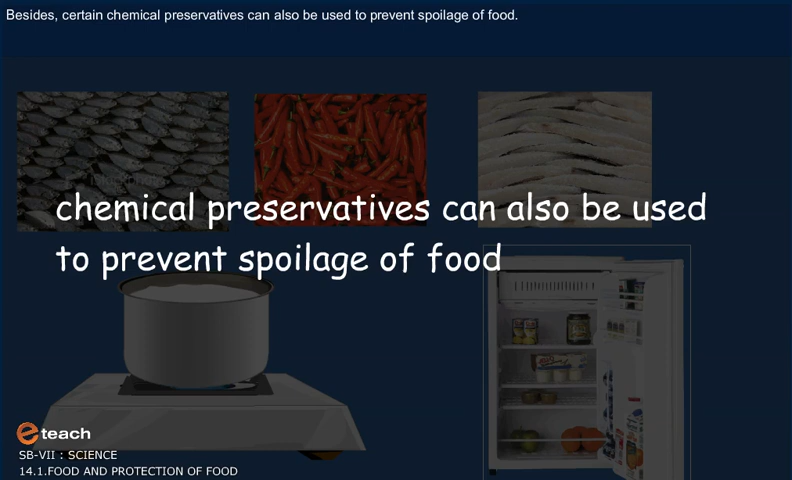 Besides, certain chemical preservatives can also be used to prevent spoilage of food.
chemical preservatives can also be used
to prevent spoilage of food
e teach
SB-VII : SCIENCE
14.1.FOOD AND PROTECTION OF FOOD